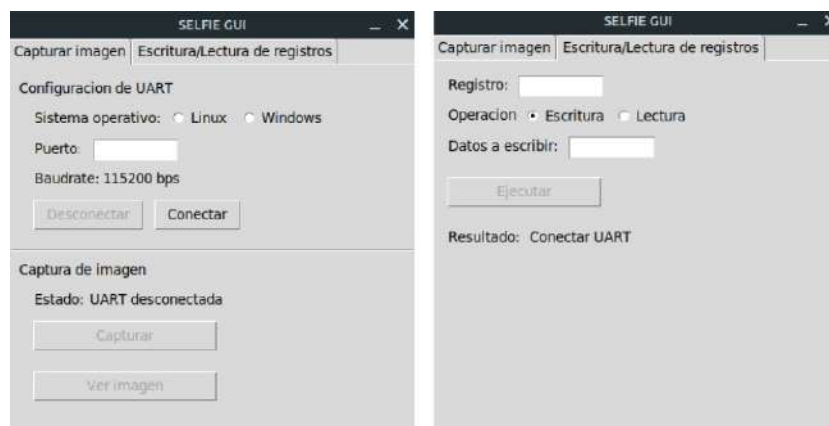 SELFIE GUI
Capturar imagen Escritura/Lectura de registros
Configuracion de UART
Sistema operativo: Linux Windows
Puerto:
Baudrate: 115200 bps
Desconectar Conectar
Captura de imagen
Estado: UART desconectada
Capturar
Ver imagen
SELFIE GUI
Capturar imagen Escritura/Lectura de registros
Registro:
Operacion Escritura Lectura
Datos a escribir:
Ejecutar
Resultado: Conectar UART